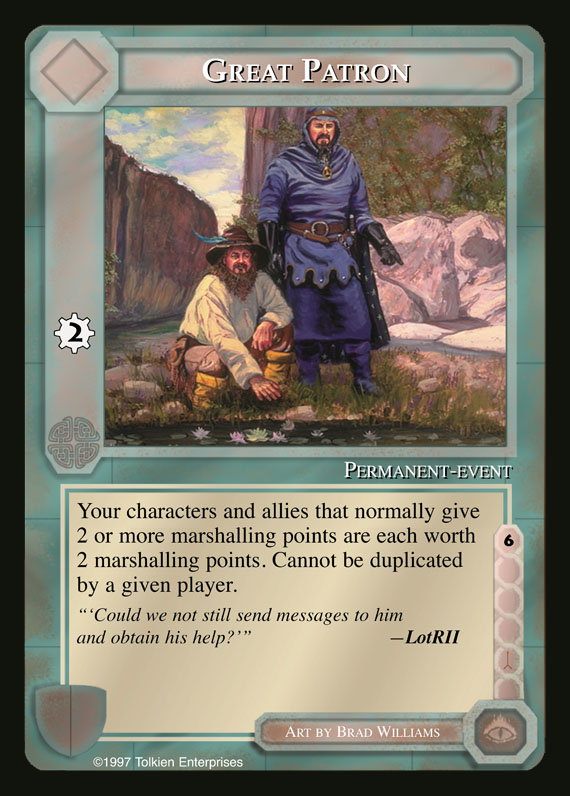 Great Patron
2
Permanent-event
Your characters and allies that normally give
2 or more marshalling points are each worth
2 marshalling points. Cannot be duplicated
by a given player.
6
“‘Could we not still send messages to him
and obtain his help?’” —LotRII
Art by Brad Williams
©1997 Tolkien Enterprises